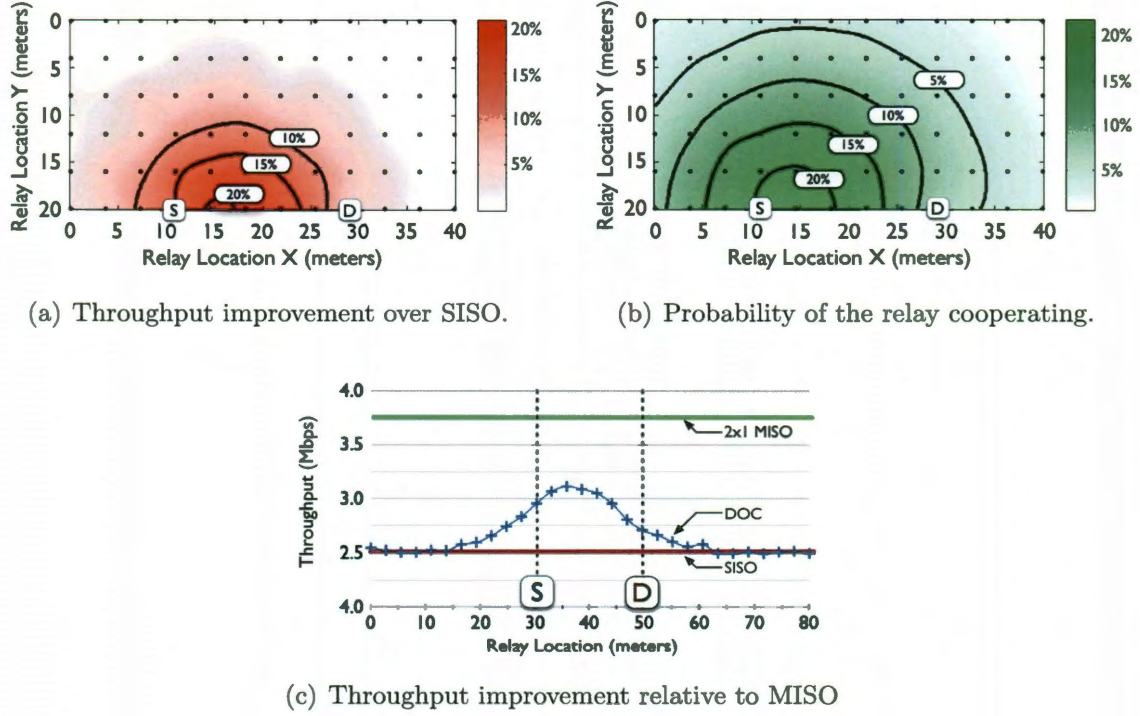 Relay Location Y (meters)
0
5
10
15
20
10%
15%
20%
S
D
0 5 10 15 20 25 30 35 40
Relay Location X (meters)
20%
15%
10%
5%
(a) Throughput improvement over SISO.
Relay Location Y (meters)
0
5
10
15
20
5%
10%
15%
20%
S
D
0 5 10 15 20 25 30 35 40
Relay Location X (meters)
20%
15%
10%
5%
(b) Probability of the relay cooperating.
Throughput (Mbps)
4.0
3.5
3.0
2.5
4.0
2x1 MISO
DOC
SISO
S
D
0 10 20 30 40 50 60 70 80
Relay Location (meters)
(c) Throughput improvement relative to MISO